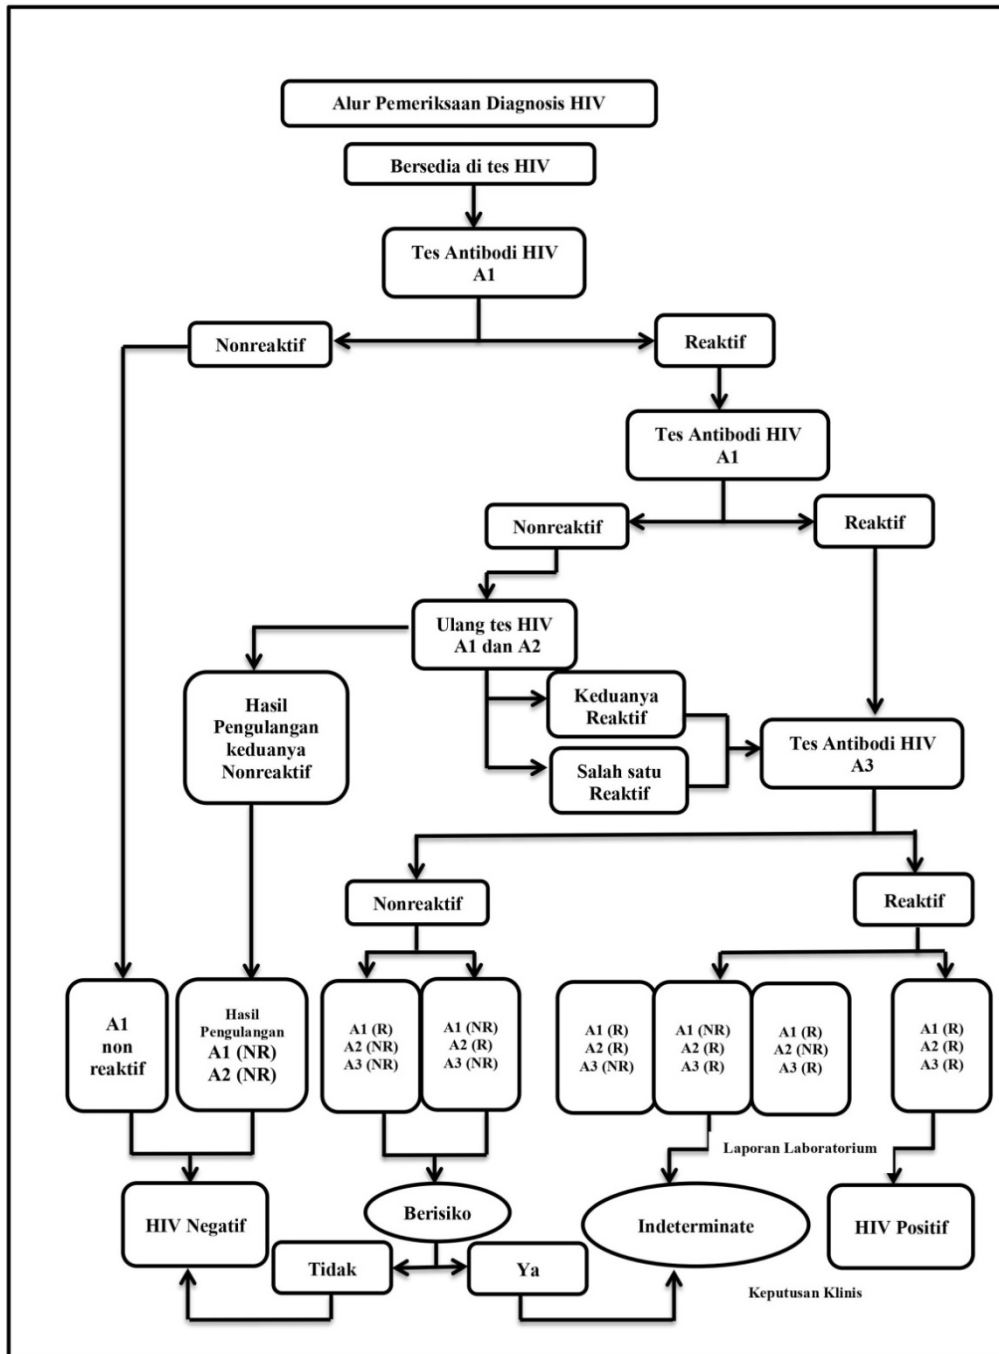 Alur Pemeriksaan Diagnosis HIV
Bersedia di tes HIV
Tes Antibodi HIV
A1
Nonreaktif
Reaktif
Tes Antibodi HIV
A1
Nonreaktif
Reaktif
Ulang tes HIV
A1 dan A2
Hasil
Pengulangan
keduanya
Nonreaktif
Keduanya
Reaktif
Salah satu
Reaktif
Tes Antibodi HIV
A3
Nonreaktif
Reaktif
A1
non
reaktif
Hasil
Pengulangan
A1 (NR)
A2 (NR)
A1 (R)
A2 (NR)
A3 (NR)
A1 (NR)
A2 (R)
A3 (NR)
A1 (R)
A2 (R)
A3 (NR)
A1 (NR)
A2 (R)
A3 (R)
A1 (R)
A2 (NR)
A3 (R)
A1 (R)
A2 (R)
A3 (R)
Laporan Laboratorium
HIV Negatif
Berisiko
Indeterminate
HIV Positif
Tidak
Ya
Keputusan Klinis